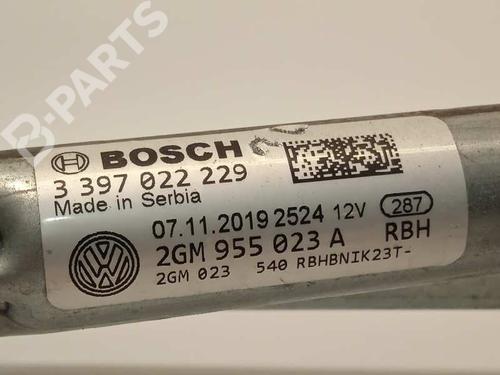 B-PARTS
BOSCH
3 397 022 229
Made in Serbia
07.11.2019 2524 12V 287
2GM 955 023 A RBH
2GM 023 540 RBHBNIK23T-